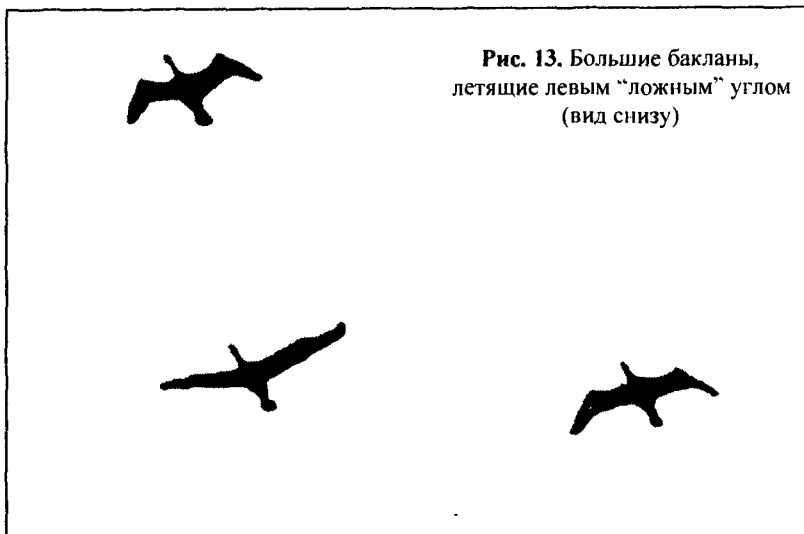 Рис. 13. Большие бакланы,
летящие левым “ложным” углом
(вид снизу)